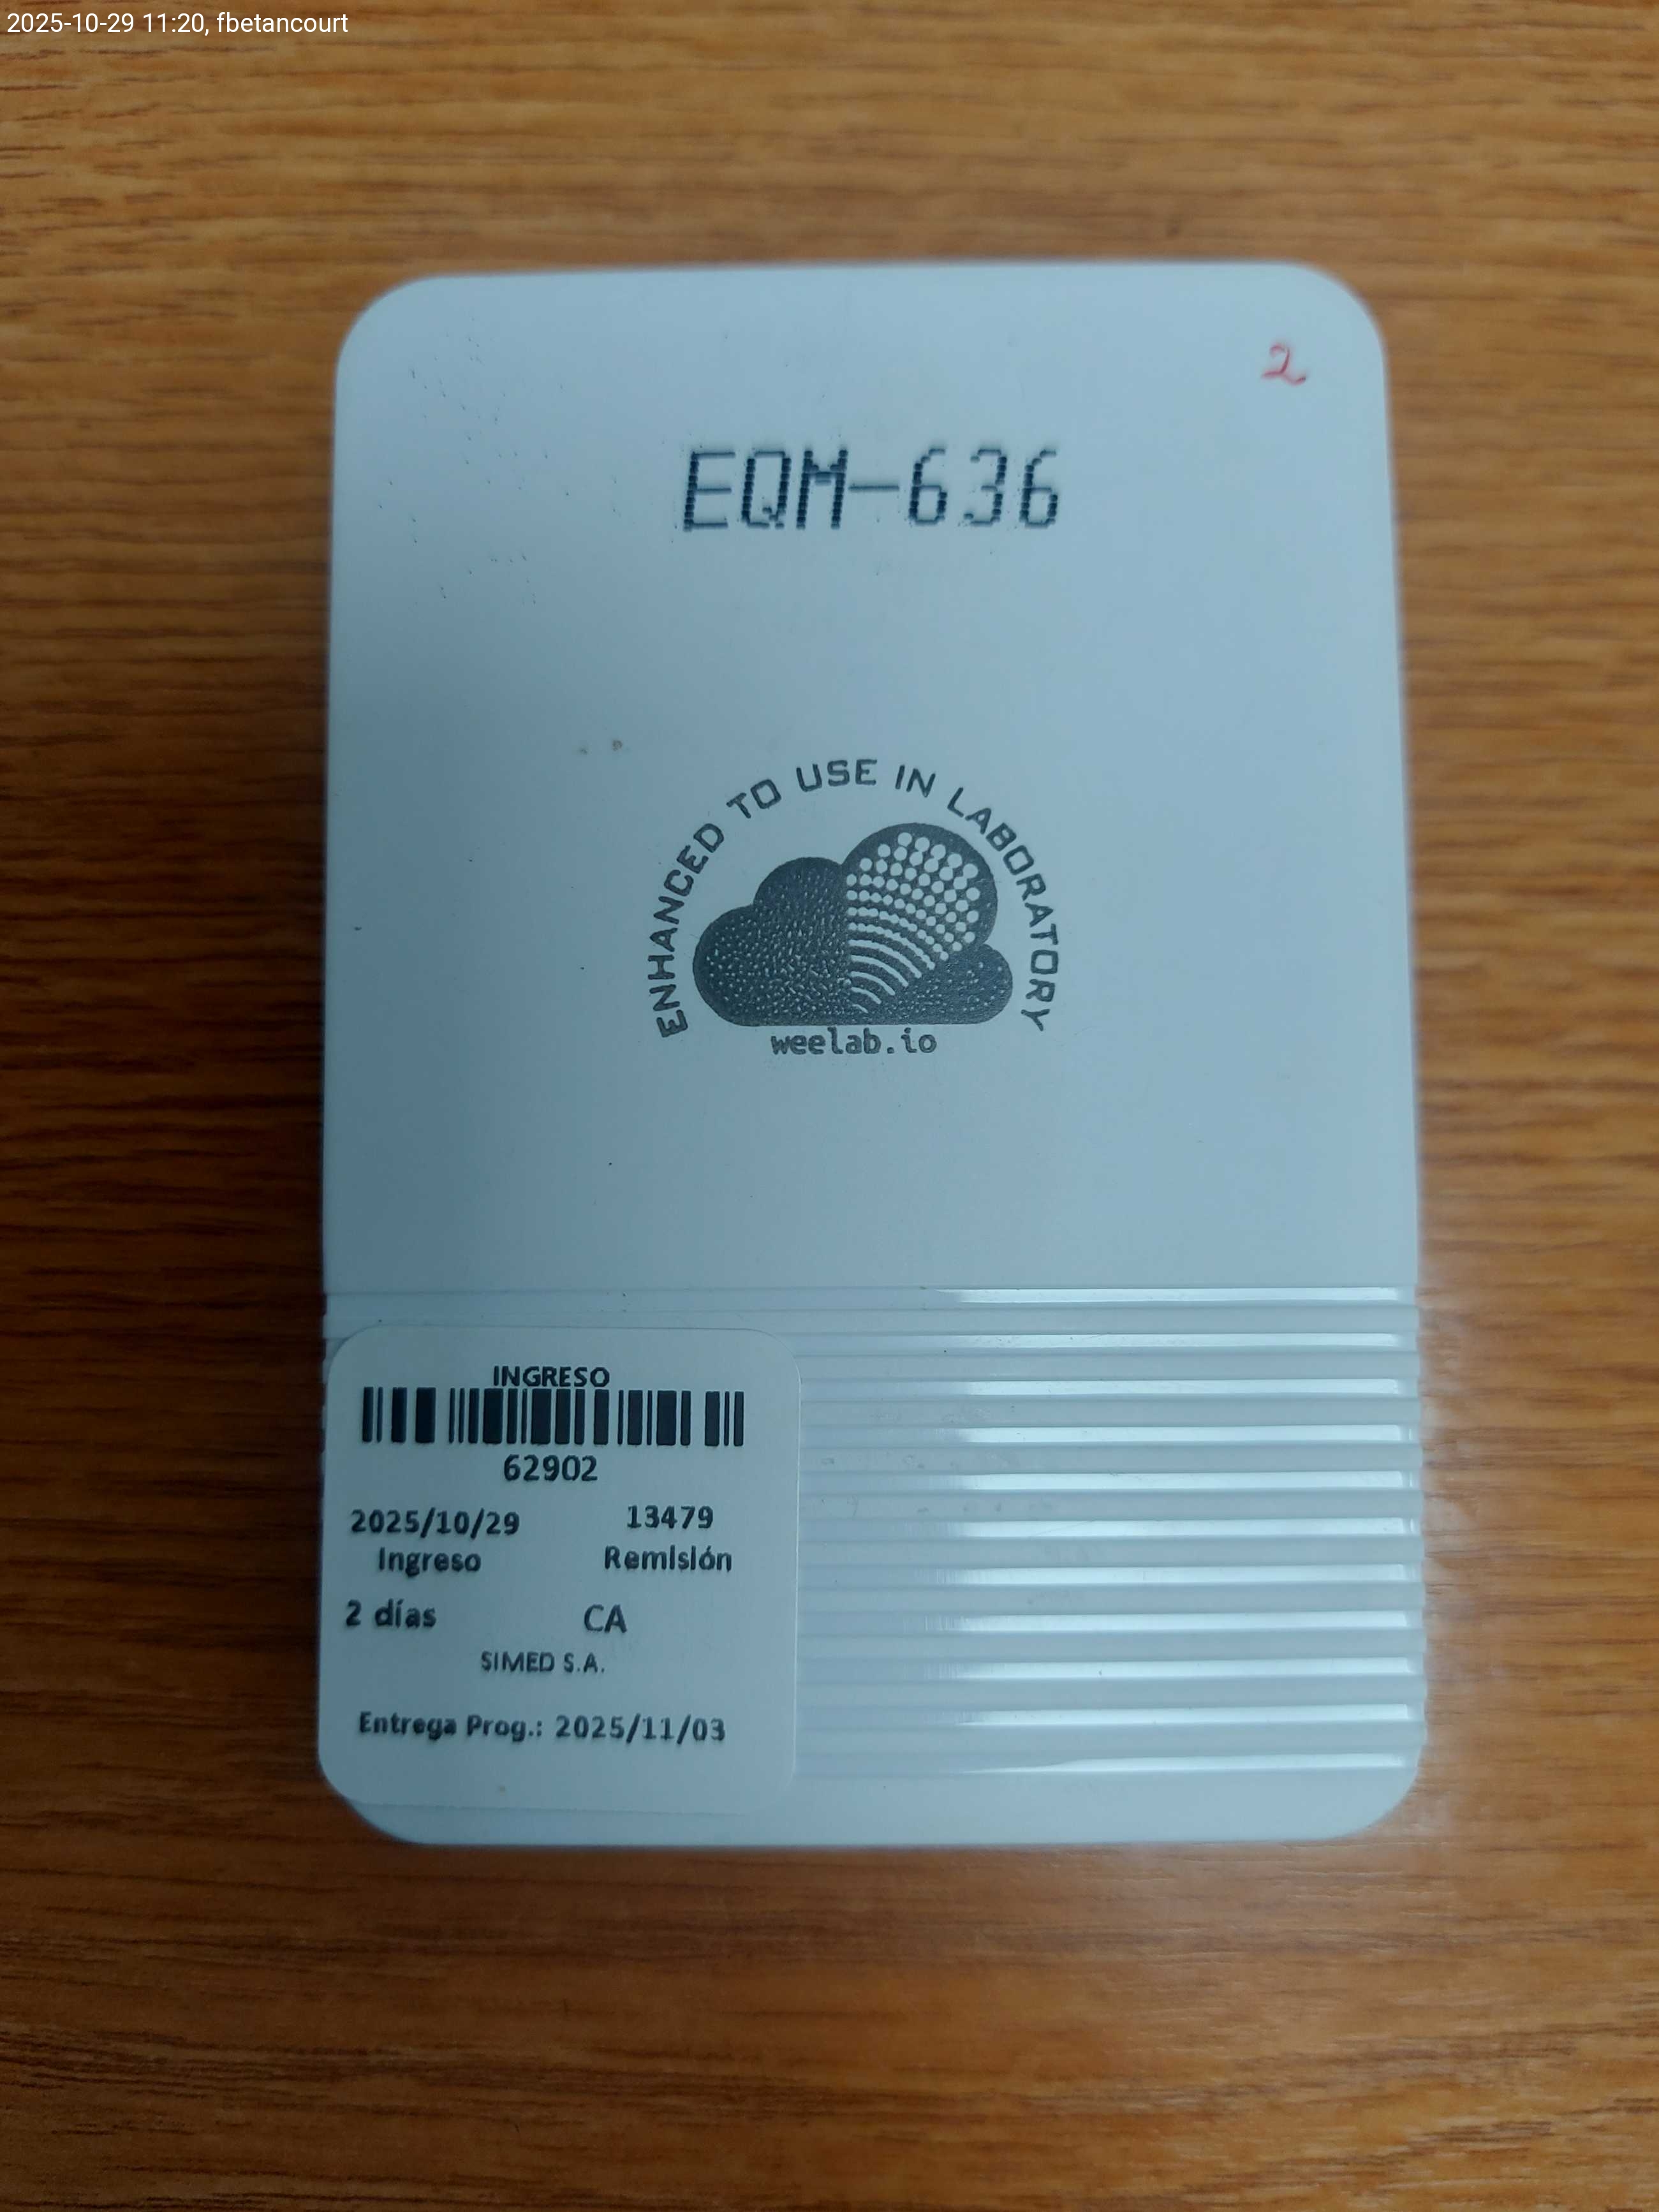 2025-10-29 11:20, fbetancourt
2
EQM-636
ENHANCED TO USE IN LABORATORY
weelab.io
INGRESO
62902
2025/10/29 13479
Ingreso Remisión
2 días CA
SIMED S.A.
Entrega Prog.: 2025/11/03